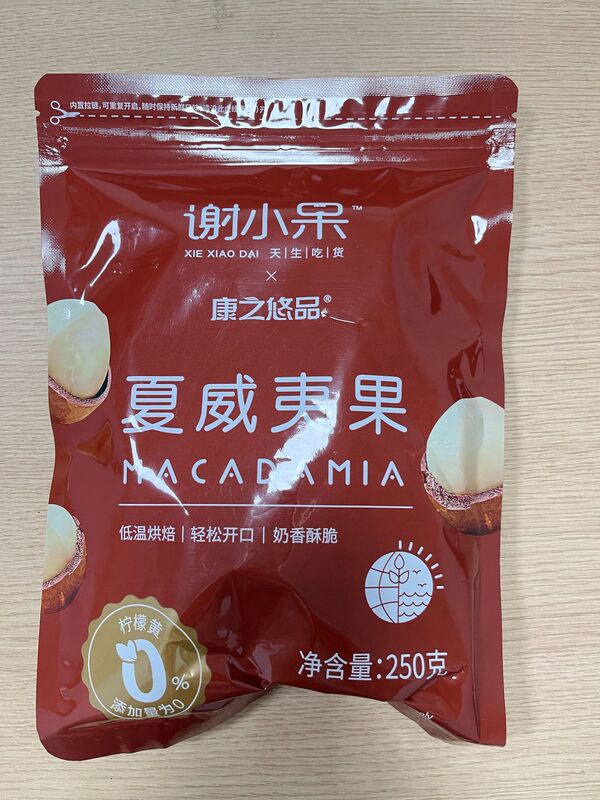 内置拉链,可重复开启,随时保持新鲜
谢小呆™
XIE XIAO DAI 天|生|吃|货
×
康之悠品®
夏威夷果
MACADAMIA
低温烘焙|轻松开口|奶香酥脆
柠檬黄
0%
添加量为0
净含量:250克